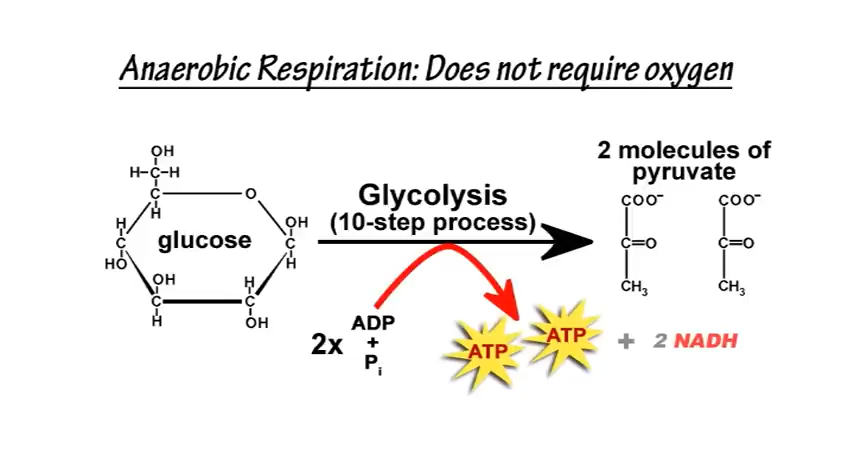 Anaerobic Respiration: Does not require oxygen
OH
H-C-H
C
O
H
H
C
HO
glucose
OH
C
H
OH
C
H
H
C
OH
Glycolysis
(10-step process)
2x
ADP
+
Pi
ATP
ATP
+ 2 NADH
2 molecules of
pyruvate
COO⁻
C=O
CH₃
COO⁻
C=O
CH₃